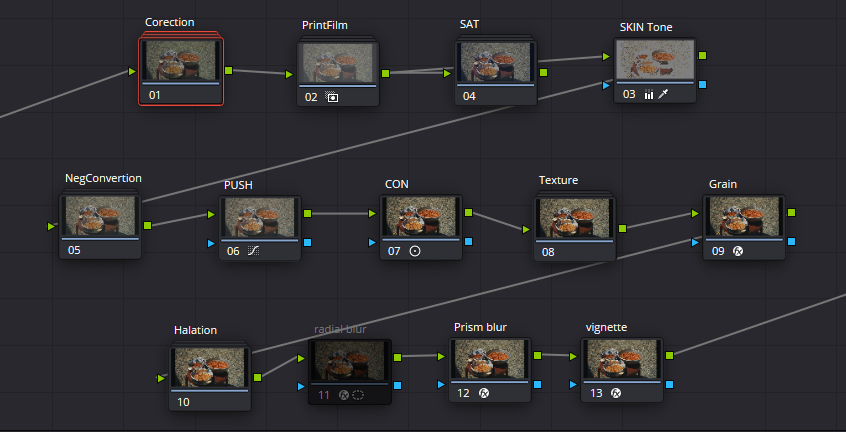 Corection
PrintFilm
SAT
SKIN Tone
01
02
04
03
NegConvertion
PUSH
CON
Texture
Grain
05
06
07
08
09
Halation
radial blur
Prism blur
vignette
10
11
12
13